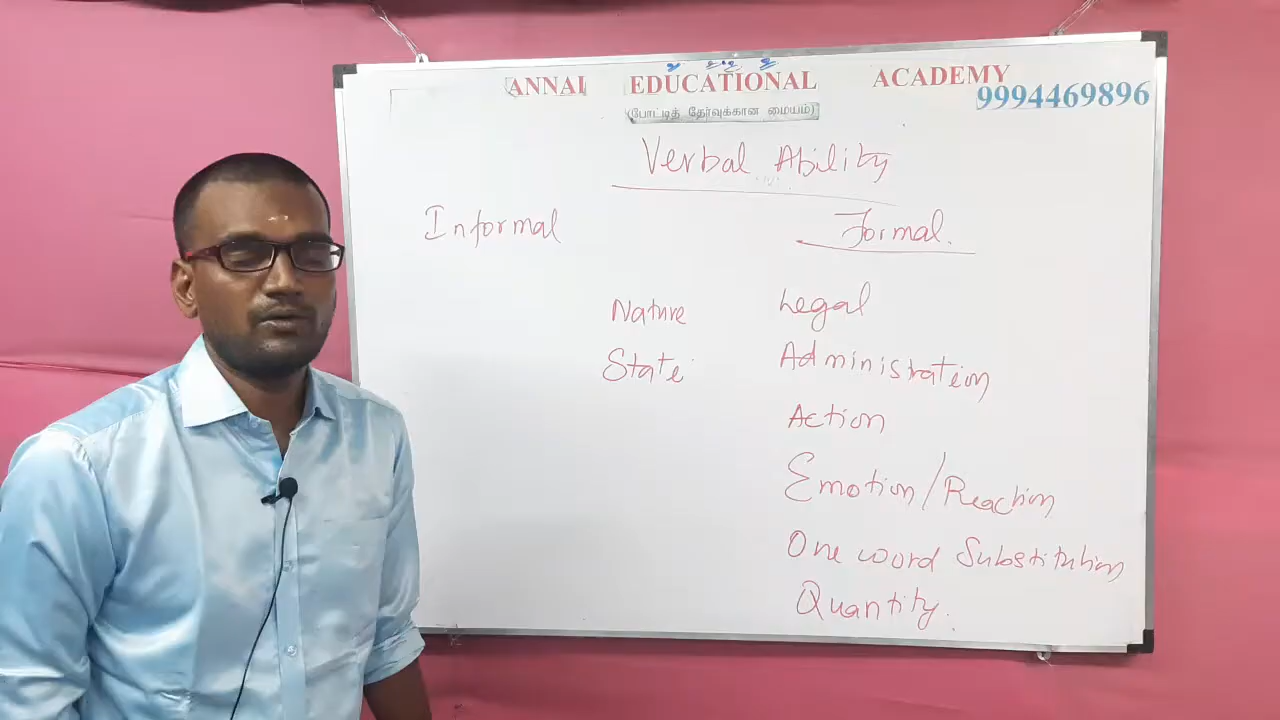 ANNAI EDUCATIONAL ACADEMY
9994469896
(போட்டித் தேர்வுக்கான மையம்)
Verbal Ability
Informal Formal.
Nature Legal
State Administration
Action
Emotion/Reaction
One word Substitution
Quantity.